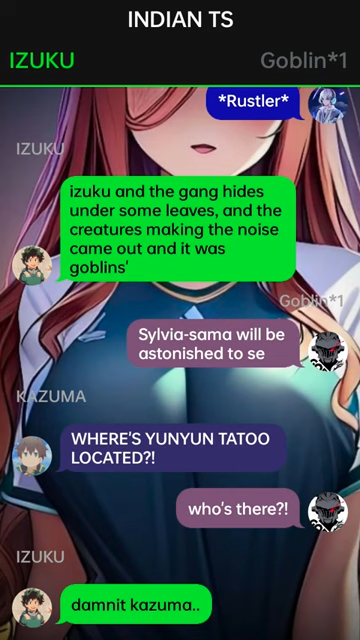 INDIAN TS
IZUKU
Goblin*1
*Rustler*
IZUKU
izuku and the gang hides
under some leaves, and the
creatures making the noise
came out and it was
goblins'
Goblin*1
Sylvia-sama will be
astonished to se
KAZUMA
WHERE'S YUNYUN TATOO
LOCATED?!
who's there?!
IZUKU
damnit kazuma..